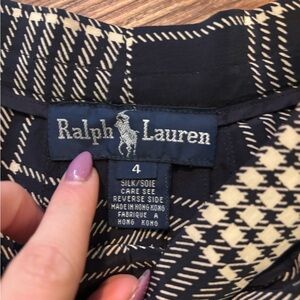 Ralph Lauren
4
SILK/SOIE
CARE SEE
REVERSE SIDE
MADE IN HONG KONG
FABRIQUE A
HONG KONG